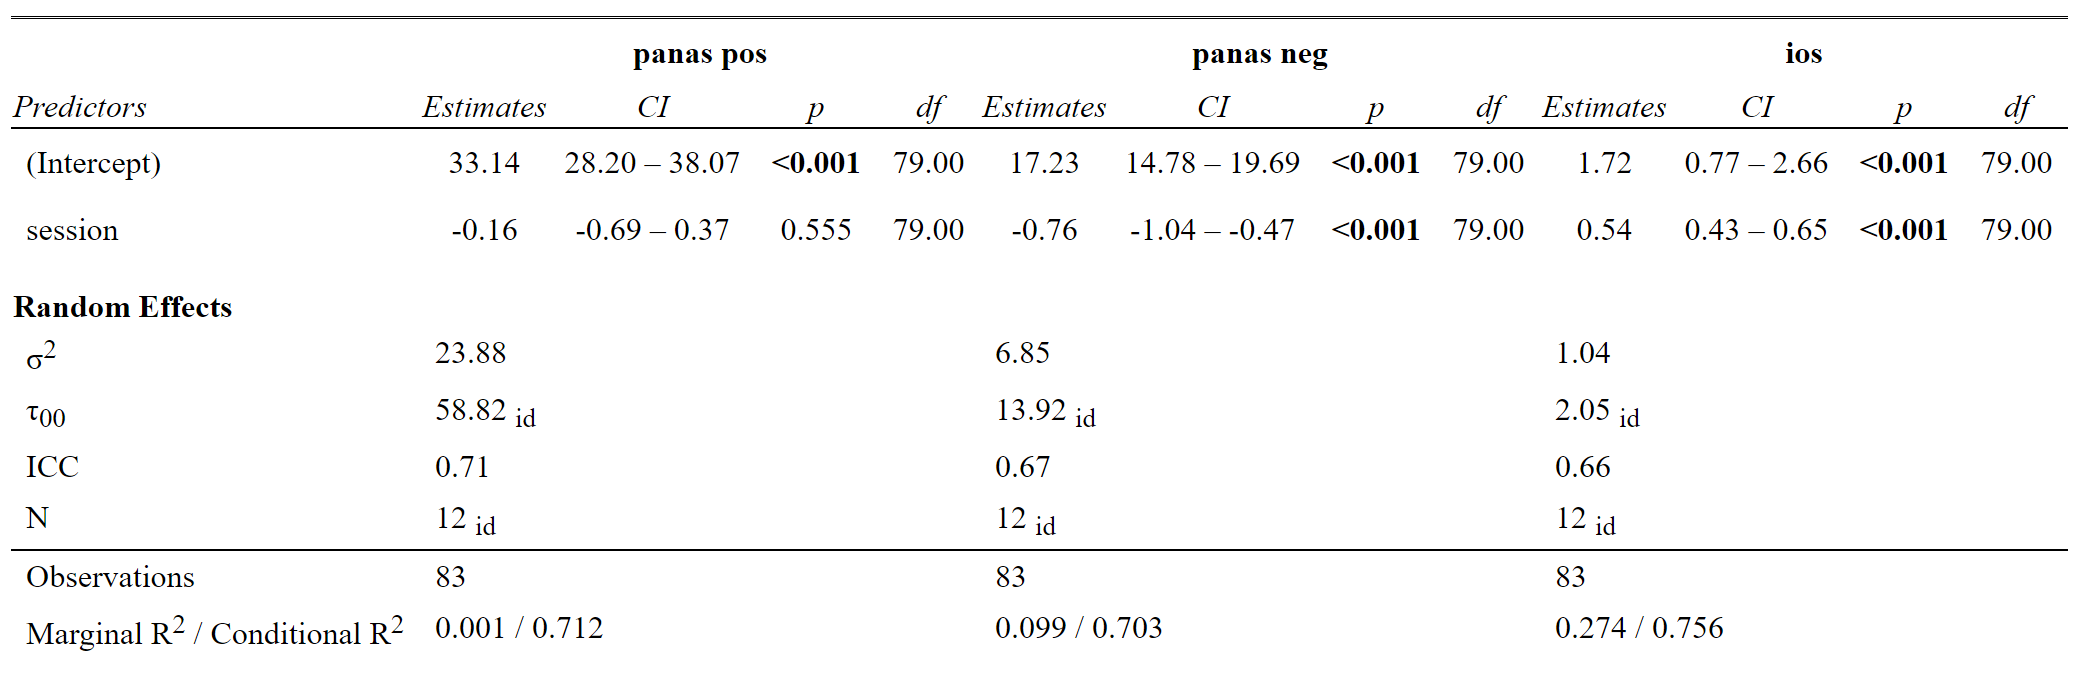 panas pos panas neg ios
Predictors Estimates CI p df Estimates CI p df Estimates CI p df
(Intercept) 33.14 28.20 – 38.07 <0.001 79.00 17.23 14.78 – 19.69 <0.001 79.00 1.72 0.77 – 2.66 <0.001 79.00
session -0.16 -0.69 – 0.37 0.555 79.00 -0.76 -1.04 – -0.47 <0.001 79.00 0.54 0.43 – 0.65 <0.001 79.00
Random Effects
σ2 23.88 6.85 1.04
τ00 58.82 id 13.92 id 2.05 id
ICC 0.71 0.67 0.66
N 12 id 12 id 12 id
Observations 83 83 83
Marginal R2 / Conditional R2 0.001 / 0.712 0.099 / 0.703 0.274 / 0.756